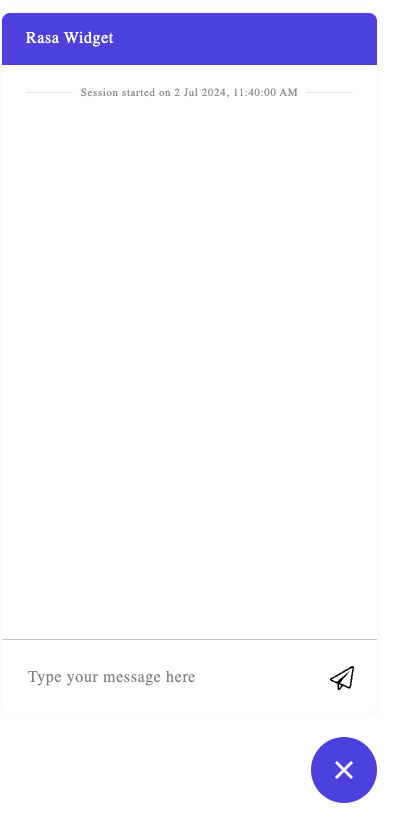 Rasa Widget
Session started on 2 Jul 2024, 11:40:00 AM
Type your message here